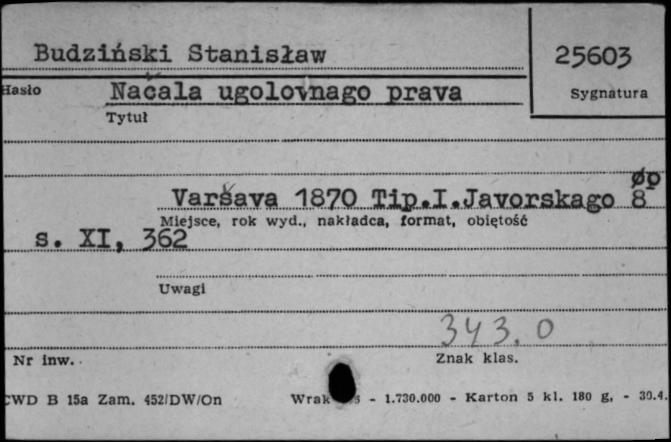 Budziński Stanisław
25603
Hasło
Načala ugolovnago prava
Sygnatura
Tytuł
øp
Varšava 1870 Tip.I.Javorskago 8
Miejsce, rok wyd., nakładca, format, objętość
s. XI, 362
Uwagi
343.0
Nr inw.
Znak klas.
CWD B 15a Zam. 452/DW/On
- 1.730.000 - Karton 5 kl. 180 g. - 30.4.